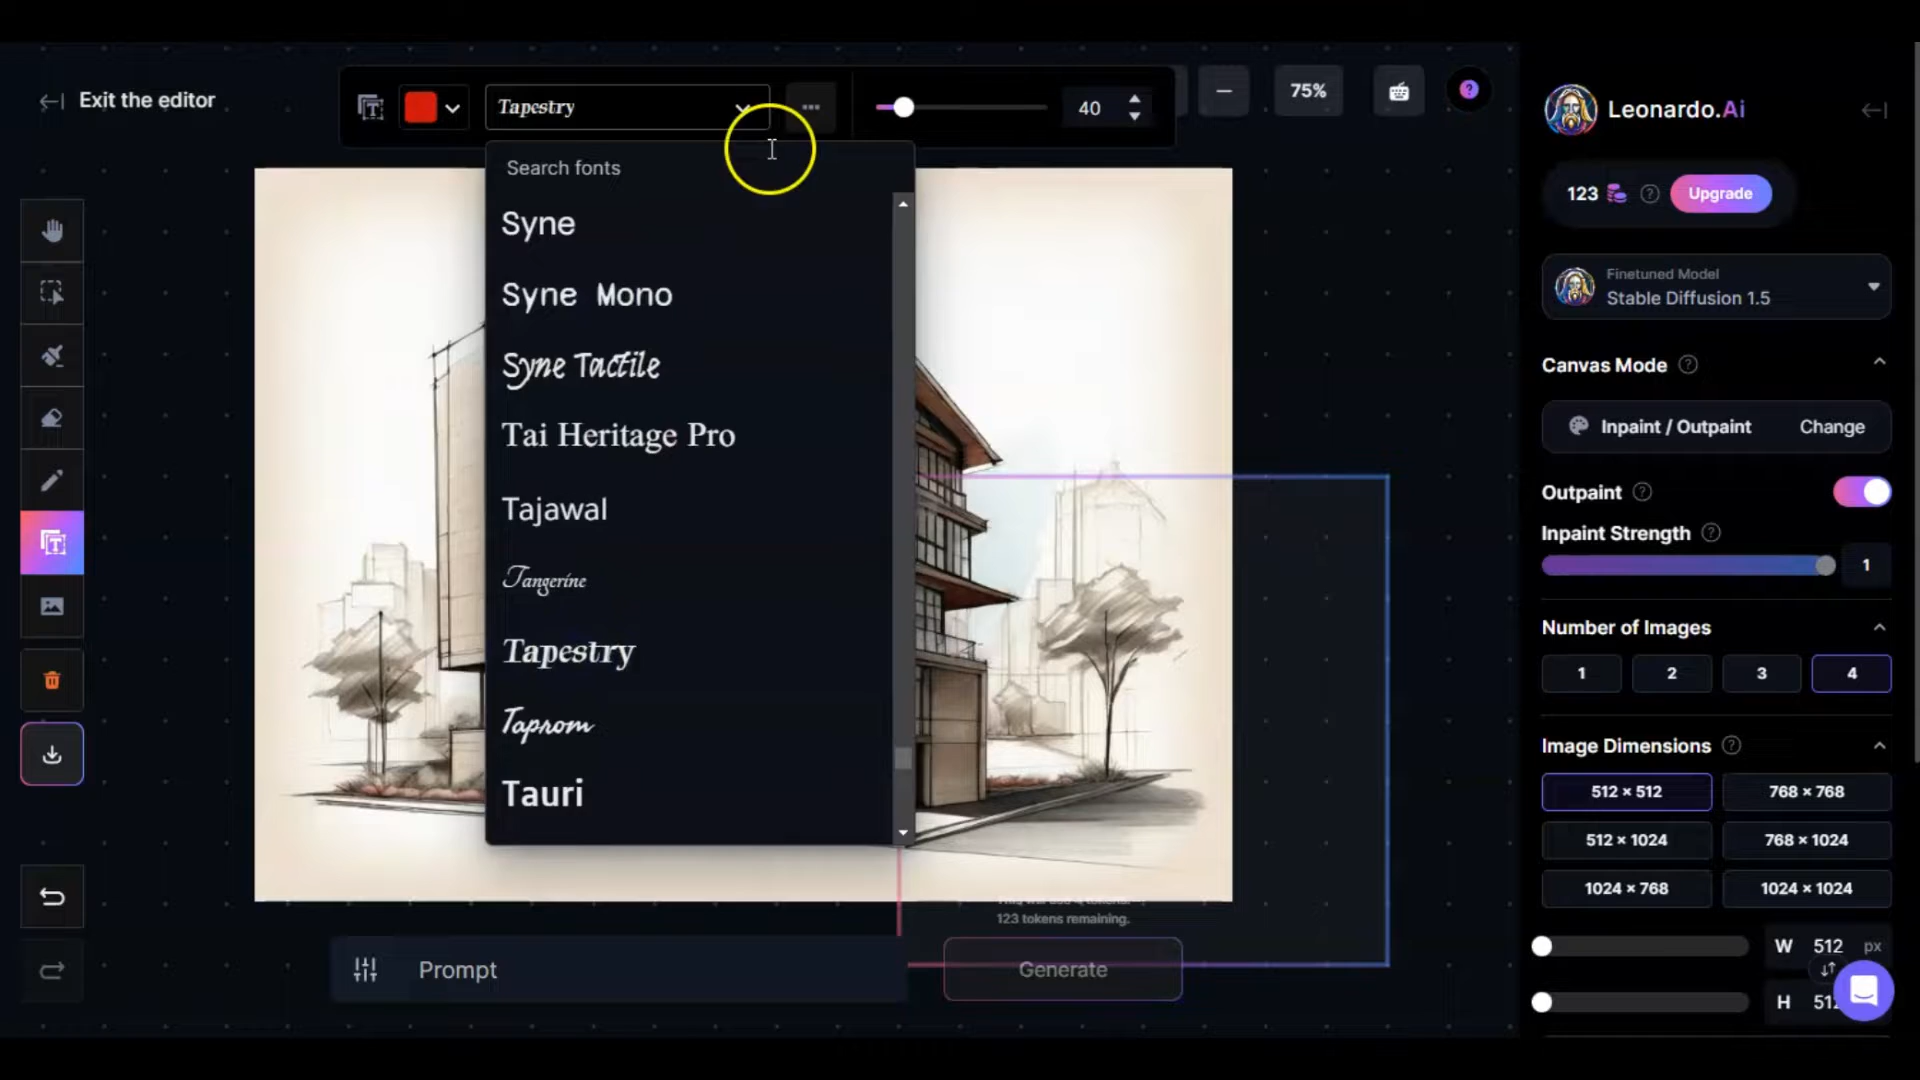 Exit the editor
Tapestry
40
75%
Leonardo.Ai
Search fonts
Syne
Syne Mono
Syne Tactile
Tai Heritage Pro
Tajawal
Tangerine
Tapestry
Taprom
Tauri
123
Upgrade
Finetuned Model
Stable Diffusion 1.5
Canvas Mode
Inpaint / Outpaint Change
Outpaint
Inpaint Strength
1
Number of Images
1 2 3 4
Image Dimensions
512 × 512 768 × 768
512 × 1024 768 × 1024
1024 × 768 1024 × 1024
W 512 px
H
123 tokens remaining.
Prompt
Generate